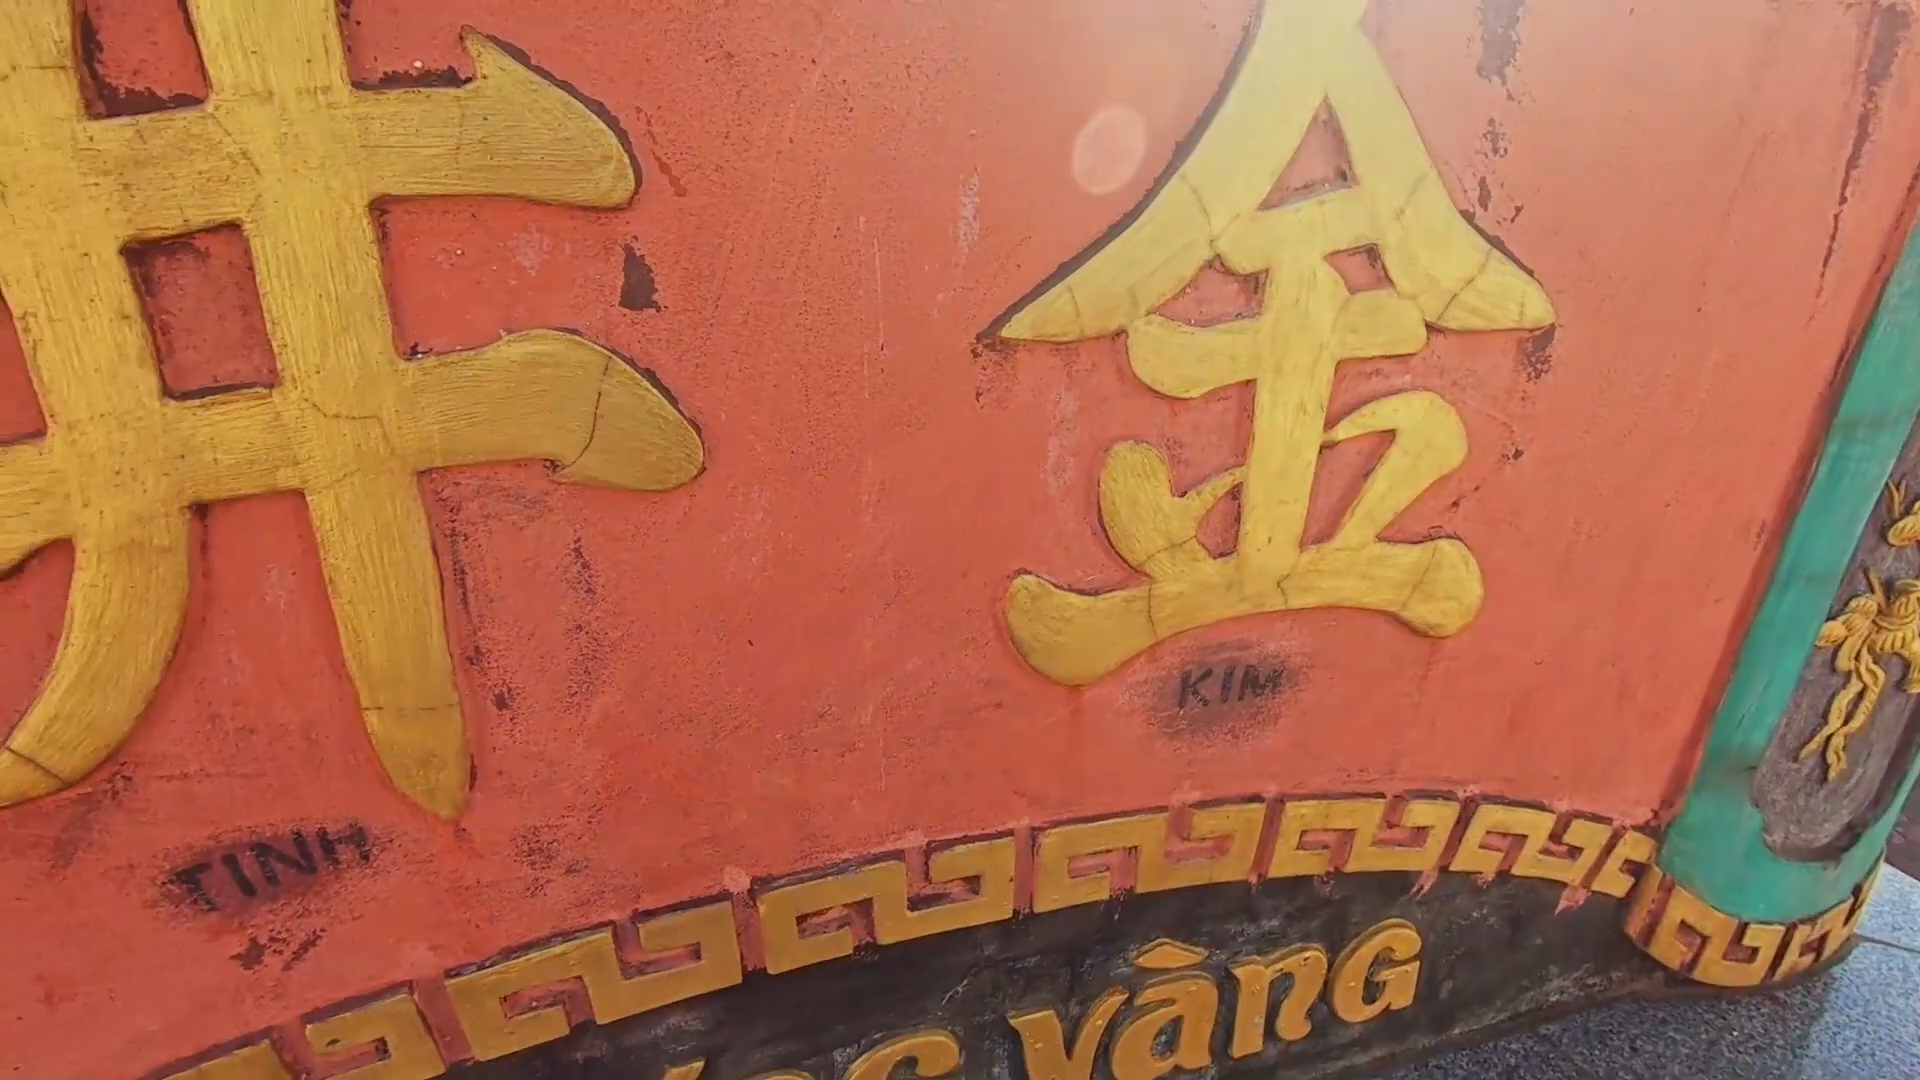 井 金
TINH KIM
vàng